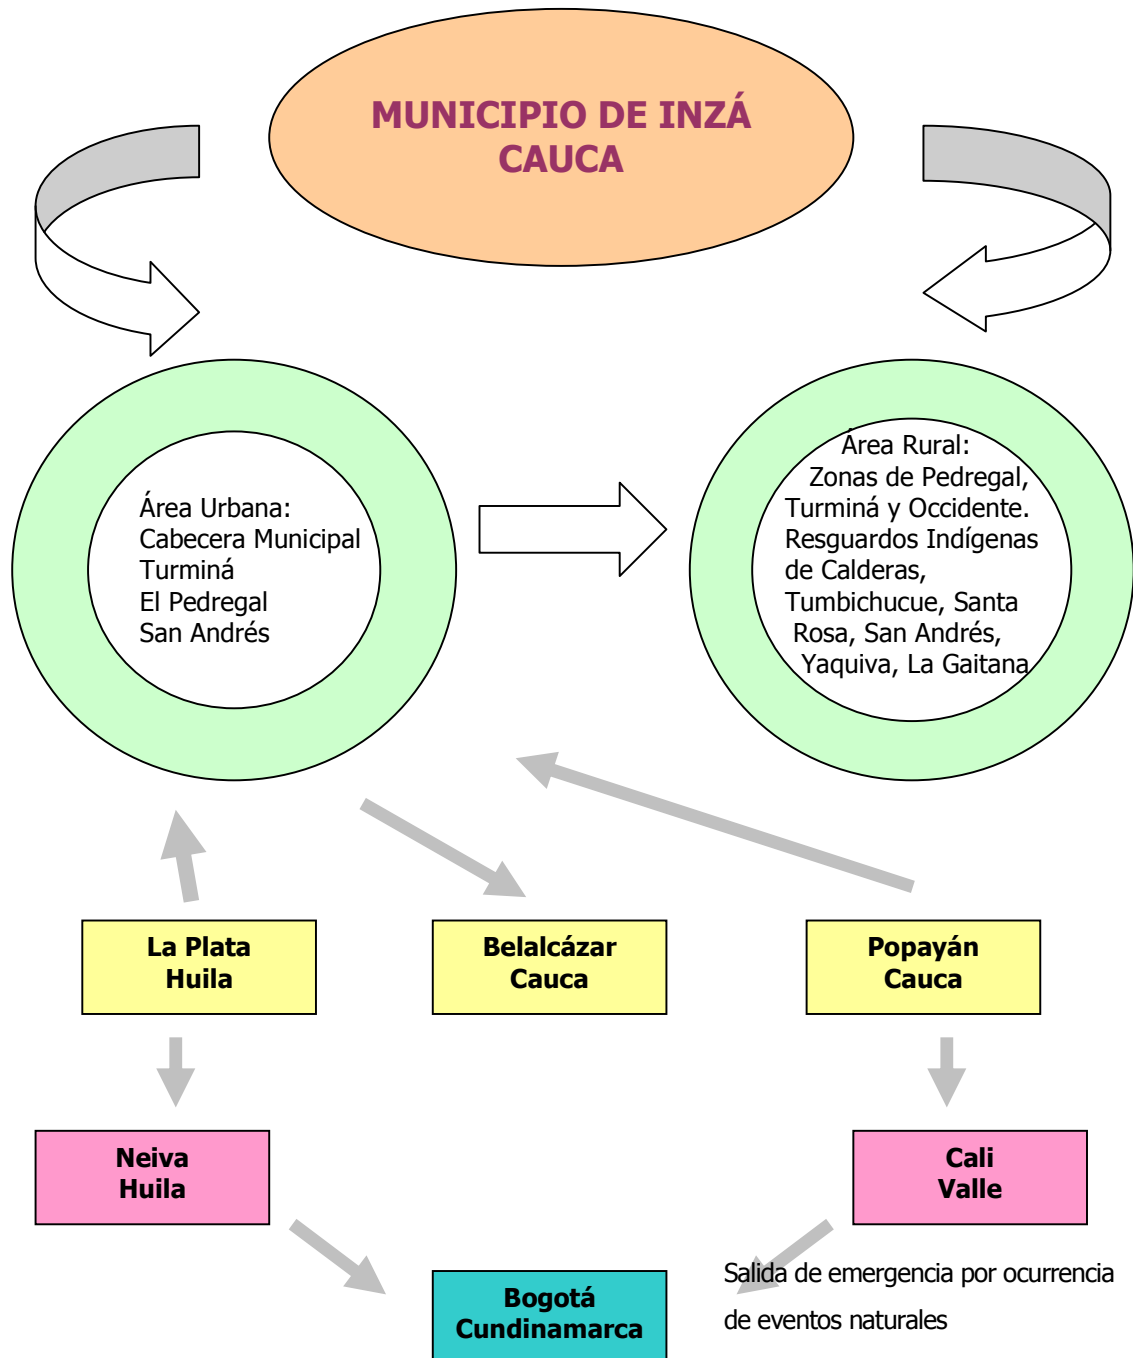 MUNICIPIO DE INZÁ
CAUCA
Área Urbana:
Cabecera Municipal
Turminá
El Pedregal
San Andrés
Área Rural:
Zonas de Pedregal,
Turminá y Occidente.
Resguardos Indígenas
de Calderas,
Tumbichucue, Santa
Rosa, San Andrés,
Yaquiva, La Gaitana
La Plata
Huila
Belalcázar
Cauca
Popayán
Cauca
Neiva
Huila
Cali
Valle
Bogotá
Cundinamarca
Salida de emergencia por ocurrencia
de eventos naturales